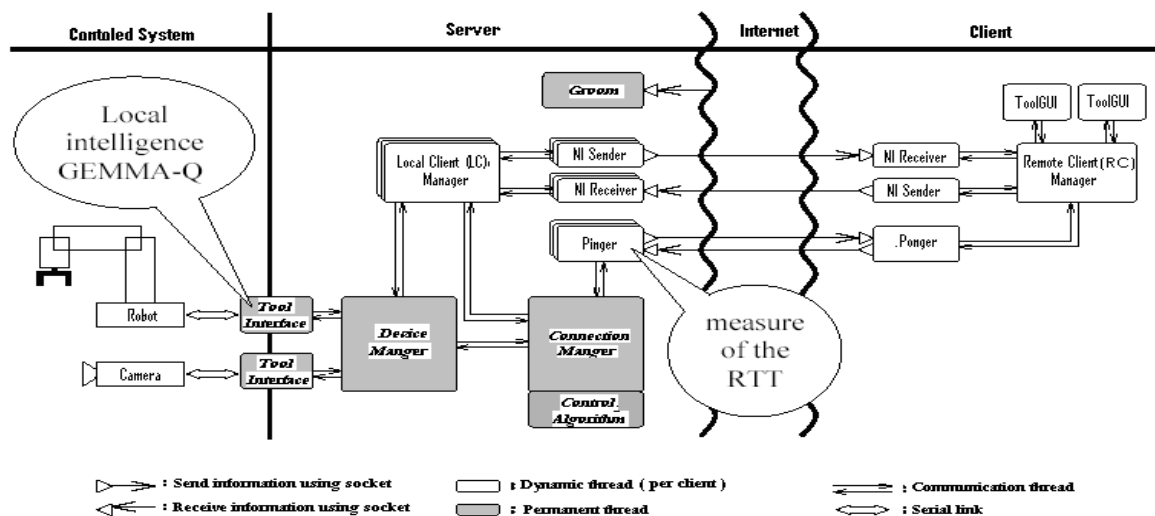 Contoled System
Server
Internet
Client
Groom
ToolGUI
ToolGUI
Local
intelligence
GEMMA-Q
Local Client (LC):
Manager
NI Sender
NI Receiver
NI Receiver
NI Sender
Remote Client(RC)
Manager
Pinger
.Ponger
Robot
Tool
Interface
Device
Manger
Connection
Manger
measure
of the
RTT
Camera
Tool
Interface
Control
Algorithm
: Send information using socket
: Dynamic thread ( per client )
: Communication thread
: Receive information using socket
: Permanent thread
: Serial link